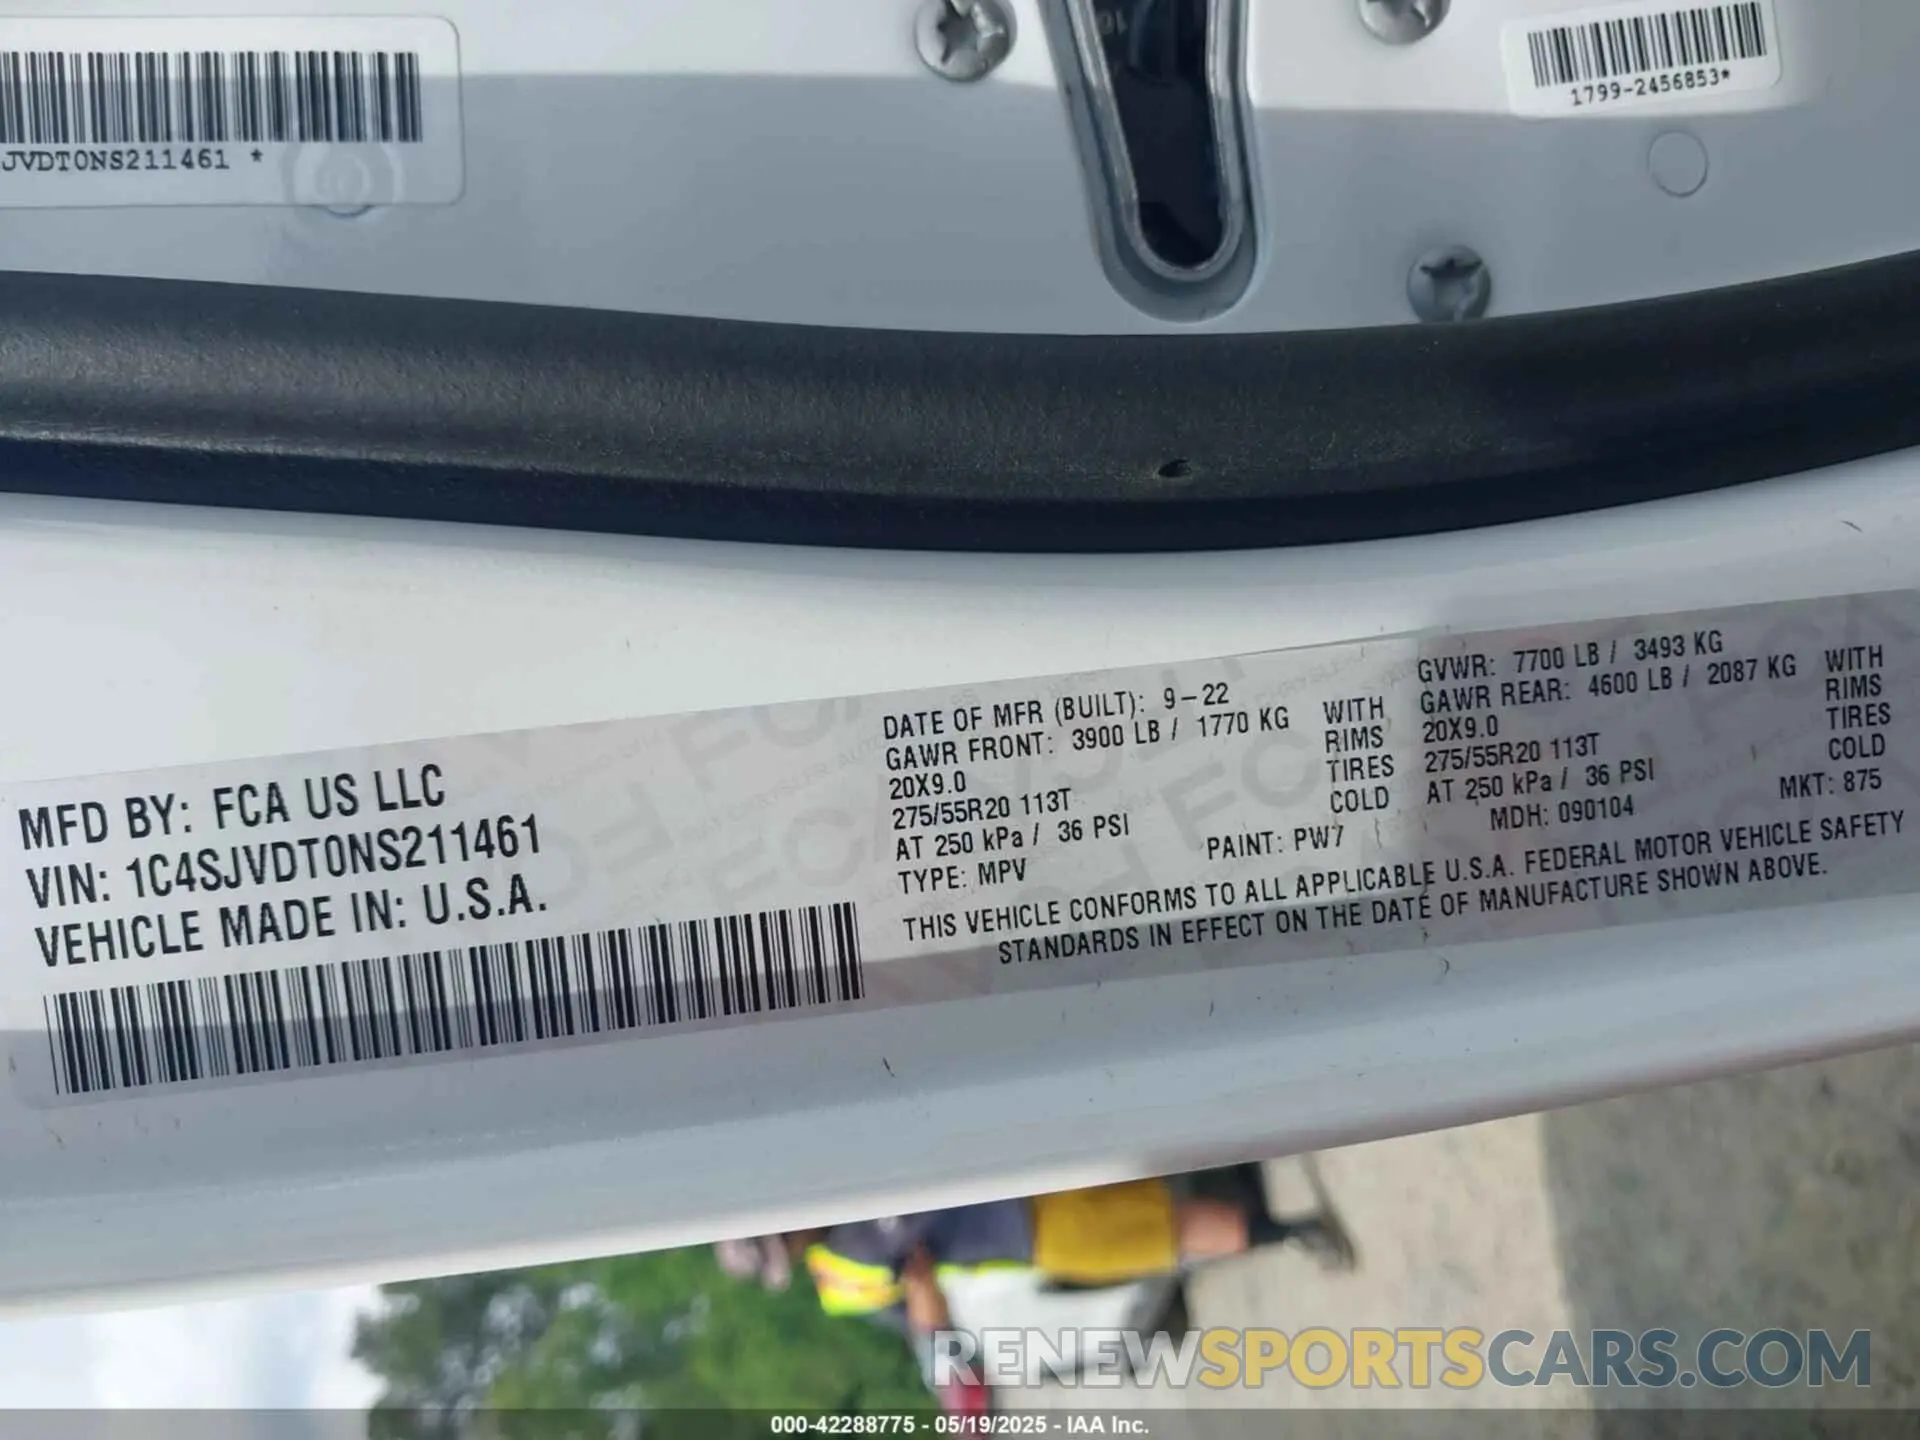 JVDT0NS211461 *
1799-2456853*
MFD BY: FCA US LLC
VIN: 1C4SJVDT0NS211461
VEHICLE MADE IN: U.S.A.
DATE OF MFR (BUILT): 9-22
GAWR FRONT: 3900 LB / 1770 KG WITH
20X9.0 RIMS
275/55R20 113T TIRES
AT 250 kPa / 36 PSI COLD
TYPE: MPV PAINT: PW7
GVWR: 7700 LB / 3493 KG
GAWR REAR: 4600 LB / 2087 KG WITH
20X9.0 RIMS
275/55R20 113T TIRES
AT 250 kPa / 36 PSI COLD
MDH: 090104 MKT: 875
THIS VEHICLE CONFORMS TO ALL APPLICABLE U.S.A. FEDERAL MOTOR VEHICLE SAFETY
STANDARDS IN EFFECT ON THE DATE OF MANUFACTURE SHOWN ABOVE.
RENEWSPORTSCARS.COM
000-42288775 - 05/19/2025 - IAA Inc.